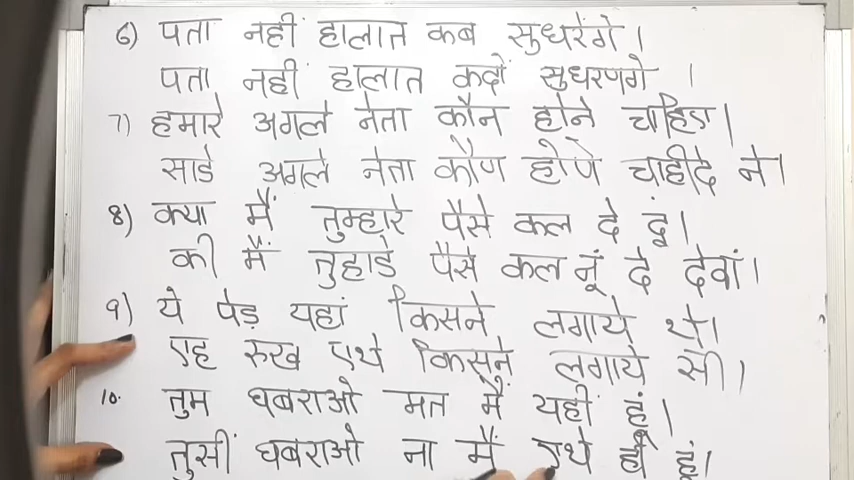 6) पता नहीं हालात कब सुधरेंगे।
पता नहीं हालात कदों सुधरणगे ।
7) हमारे अगले नेता कौन होने चाहिए।
साडे अगले नेता कौण होणे चाहीदे ने।
8) क्या मैं तुम्हारे पैसे कल दे दूं।
की मैं तुहाडे पैसे कल नूं दे देवां।
9) ये पेड़ यहां किसने लगाये थे।
एह रुख एथे किसने लगाये सी।
10. तुम घबराओ मत मैं यहीं हूं।
तुसीं घबराओ ना मैं एथे ही हूं।